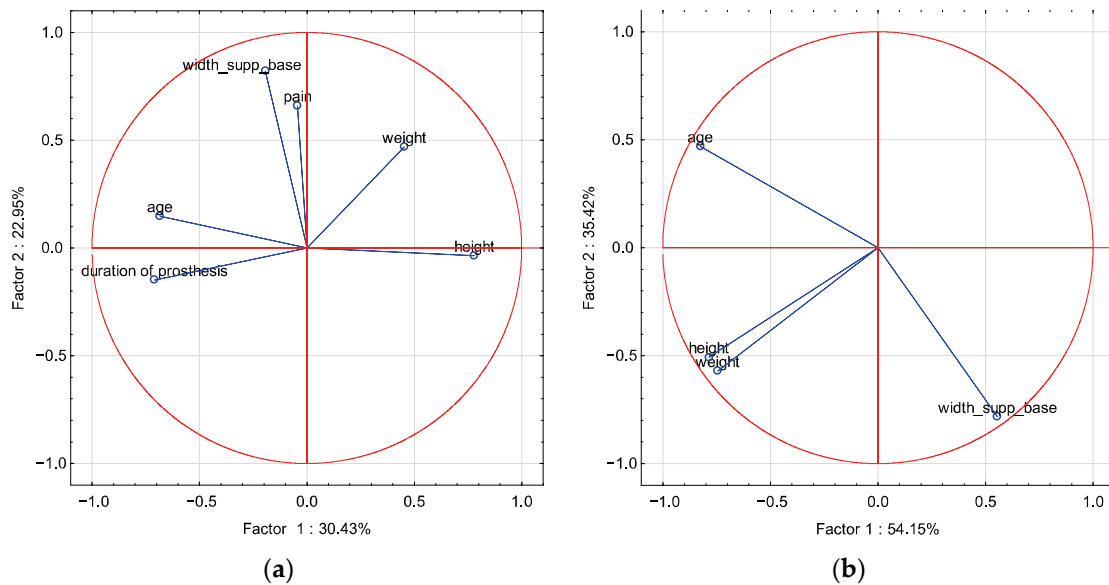 1.0
width_supp_base
pain
weight
0.5
age
0.0
height
duration of prosthesis
−0.5
−1.0
−1.0 −0.5 0.0 0.5 1.0
Factor 2 : 22.95%
Factor 1 : 30.43%
(a)
1.0
0.5
age
0.0
−0.5
height
weight
width_supp_base
−1.0
−1.0 −0.5 0.0 0.5 1.0
Factor 2 : 35.42%
Factor 1 : 54.15%
(b)